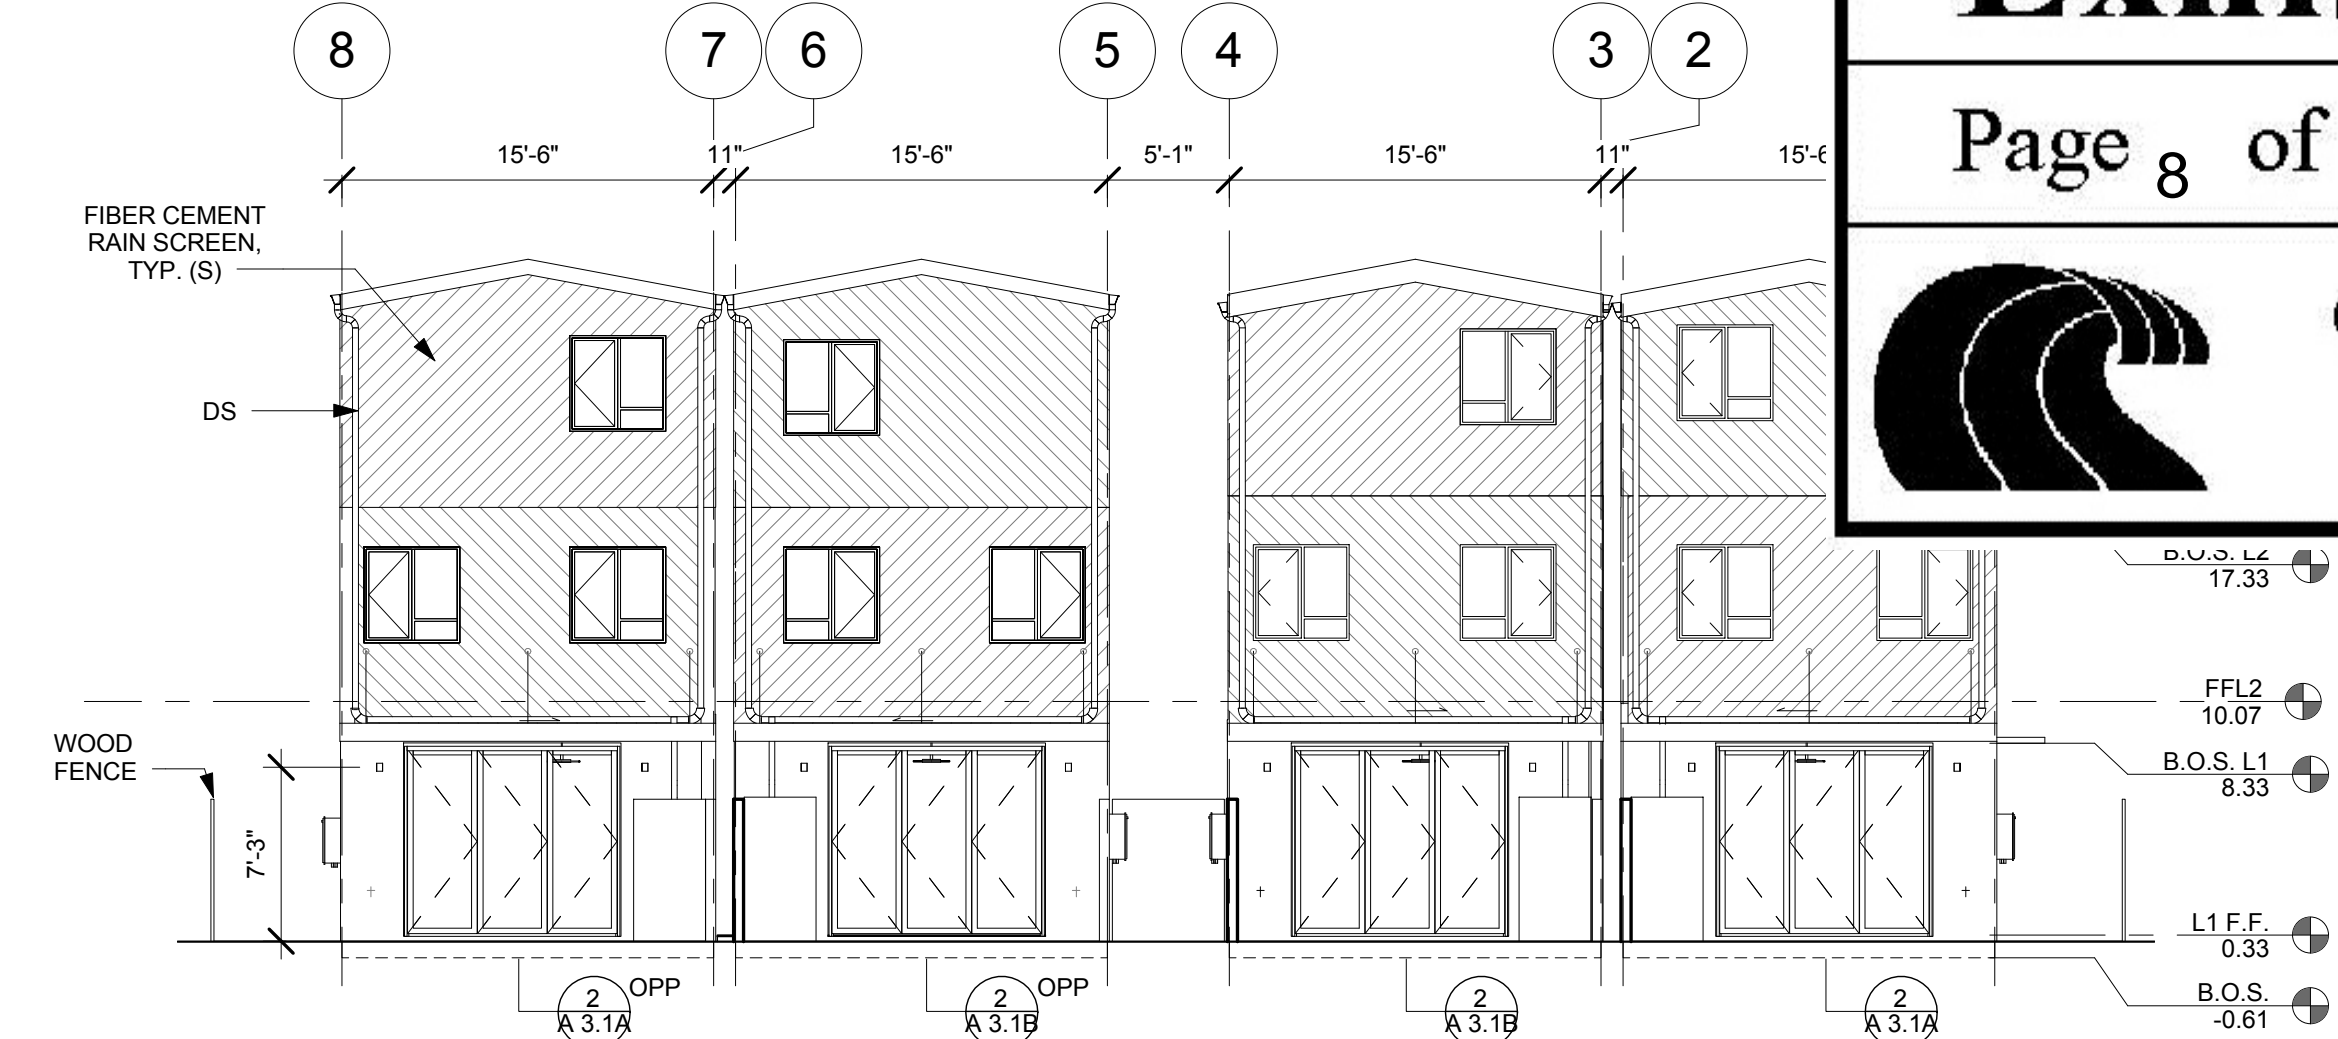 8
7
6
5
4
3
2
15'-6"
11"
15'-6"
5'-1"
15'-6"
11"
Page 8 of
FIBER CEMENT
RAIN SCREEN,
TYP. (S)
DS
B.O.S. L2
17.33
FFL2
10.07
WOOD
FENCE
B.O.S. L1
8.33
7'-3"
L1 F.F.
0.33
B.O.S.
-0.61
2
A 3.1A
OPP
2
A 3.1B
OPP
2
A 3.1B
2
A 3.1A